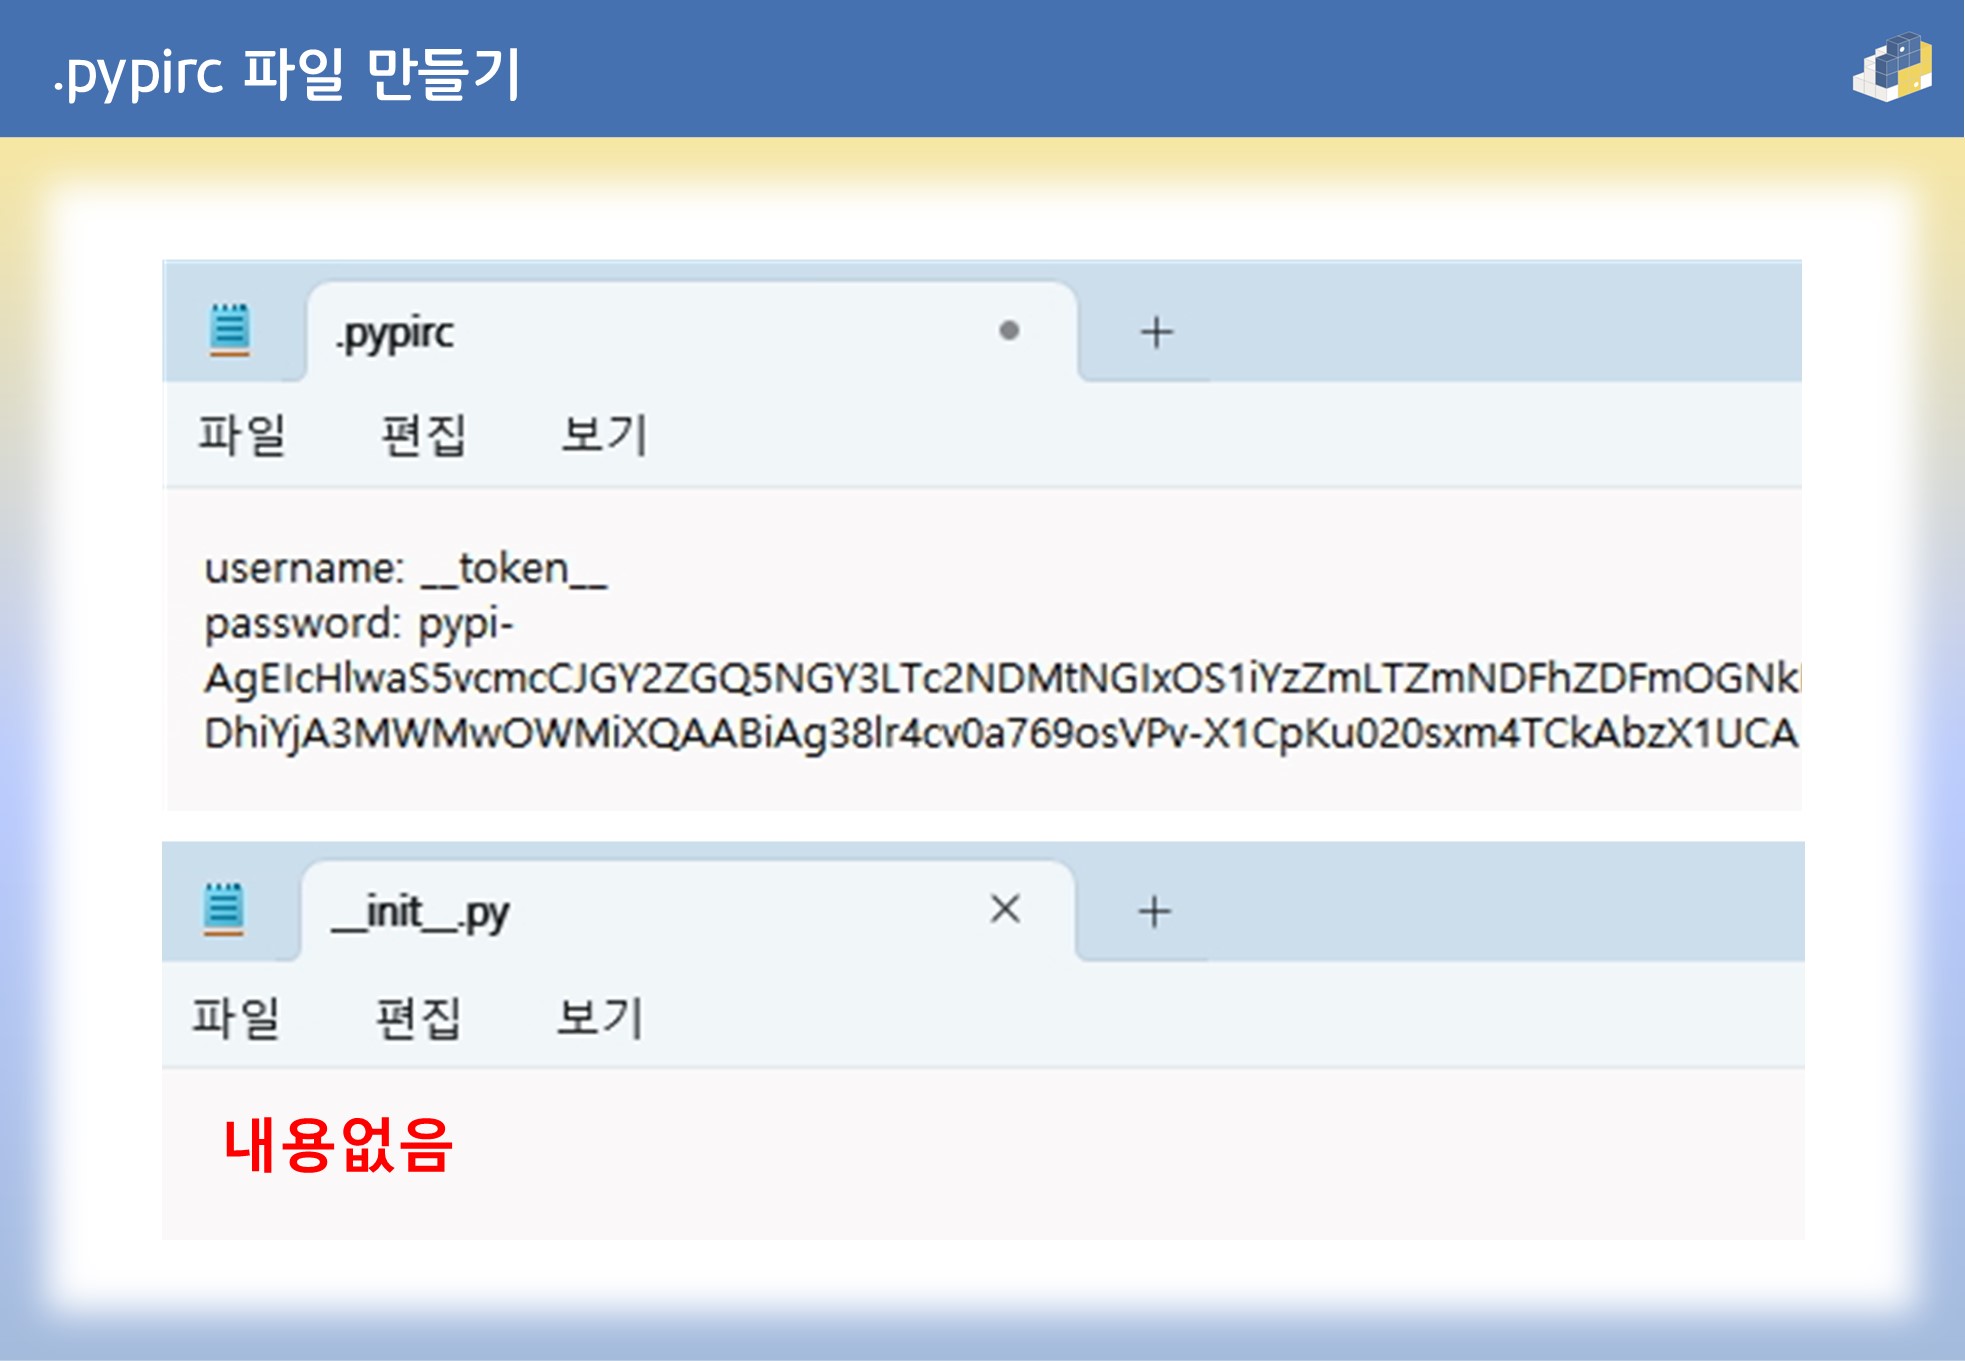 .pypirc 파일 만들기
.pypirc
파일 편집 보기
username: __token__
password: pypi-
AgEIcHlwaS5vcmcCJGY2ZGQ5NGY3LTc2NDMtNGIxOS1iYzZmLTZmNDFhZDFmOGNk
DhiYjA3MWMwOWMiXQAABiAg38lr4cv0a769osVPv-X1CpKu020sxm4TCkAbzX1UCA
__init__.py
파일 편집 보기
내용없음